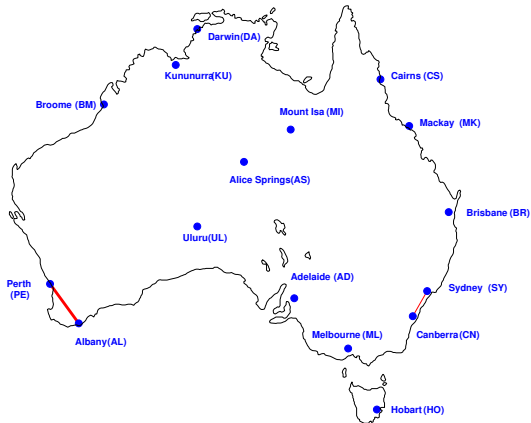 Darwin(DA)
Kununurra(KU)
Cairns (CS)
Broome (BM)
Mount Isa (MI)
Mackay (MK)
Alice Springs(AS)
Brisbane (BR)
Uluru(UL)
Perth
(PE)
Adelaide (AD)
Sydney (SY)
Albany(AL)
Melbourne (ML)
Canberra(CN)
Hobart(HO)